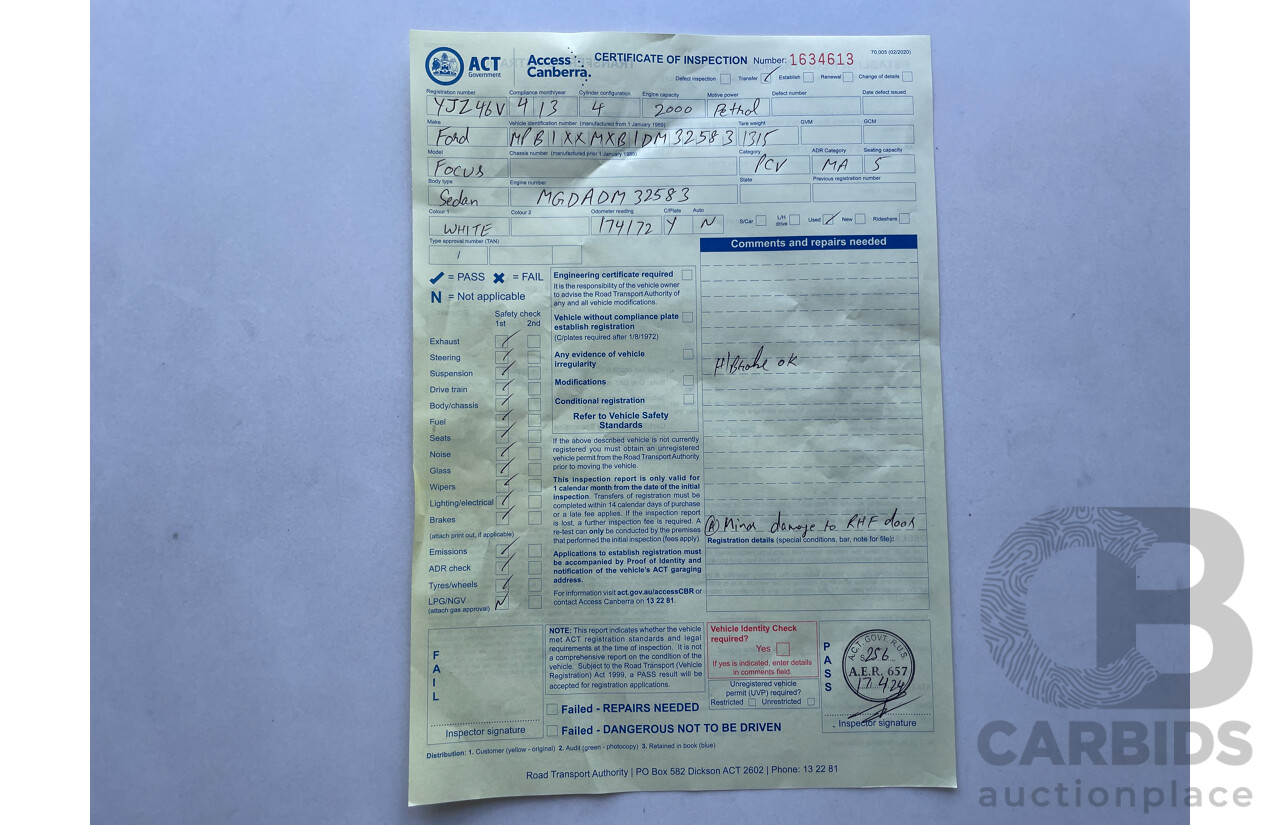 ACT Government
Access Canberra.
CERTIFICATE OF INSPECTION Number: 1634613
70.005 (02/2020)
Defect inspection Transfer ✓ Establish Renewal Change of details
Registration number Compliance month/year Cylinder configuration Engine capacity Motive power Defect number Date defect issued
YJZ46V 4 13 4 2000 Petrol
Make Vehicle identification number (manufactured from 1 January 1989) Tare weight GVM GCM
Ford MPB1XXMXB1DM32583 1315
Model Chassis number (manufactured prior 1 January 1989) Category ADR Category Seating capacity
Focus PCV MA 5
Body type Engine number State Previous registration number
Sedan MGDADM32583
Colour 1 Colour 2 Odometer reading C/Plate Auto S/Car L/H drive Used ✓ New Rideshare
WHITE 174172 Y N
Type approval number (TAN)
Comments and repairs needed
✓ = PASS ✖ = FAIL
N = Not applicable
Safety check
1st 2nd
Exhaust ✓
Steering ✓
Suspension ✓
Drive train ✓
Body/chassis ✓
Fuel ✓
Seats ✓
Noise ✓
Glass ✓
Wipers ✓
Lighting/electrical ✓
Brakes ✓
(attach print out, if applicable)
Emissions ✓
ADR check ✓
Tyres/wheels ✓
LPG/NGV N
(attach gas approval)
Engineering certificate required
It is the responsibility of the vehicle owner
to advise the Road Transport Authority of
any and all vehicle modifications.
Vehicle without compliance plate
establish registration
(C/plates required after 1/8/1972)
Any evidence of vehicle
irregularity
Modifications
Conditional registration
Refer to Vehicle Safety
Standards
If the above described vehicle is not currently
registered you must obtain an unregistered
vehicle permit from the Road Transport Authority
prior to moving the vehicle.
This inspection report is only valid for
1 calendar month from the date of the initial
inspection. Transfers of registration must be
completed within 14 calendar days of purchase
or a late fee applies. If the inspection report
is lost, a further inspection fee is required. A
re-test can only be conducted by the premises
that performed the initial inspection (fees apply).
Applications to establish registration must
be accompanied by Proof of Identity and
notification of the vehicle's ACT garaging
address.
For information visit act.gov.au/accessCBR or
contact Access Canberra on 13 22 81.
H/Brake OK
(A) Minor damage to RHF door
Registration details (special conditions, bar, note for file):
FAIL
Inspector signature
NOTE: This report indicates whether the vehicle
met ACT registration standards and legal
requirements at the time of inspection. It is not
a comprehensive report on the condition of the
vehicle. Subject to the Road Transport (Vehicle
Registration) Act 1999, a PASS result will be
accepted for registration applications.
Failed - REPAIRS NEEDED
Failed - DANGEROUS NOT TO BE DRIVEN
Vehicle Identity Check
required?
Yes
If yes is indicated, enter details
in comments field.
Unregistered vehicle
permit (UVP) required?
Restricted Unrestricted
PASS
A.C.T. GOVT. R.U.S.
S 256
A.E.R. 657
17 4 24
Inspector signature
Distribution: 1. Customer (yellow - original) 2. Audit (green - photocopy) 3. Retained in book (blue)
Road Transport Authority | PO Box 582 Dickson ACT 2602 | Phone: 13 22 81
CB
CARBIDS
auctionplace